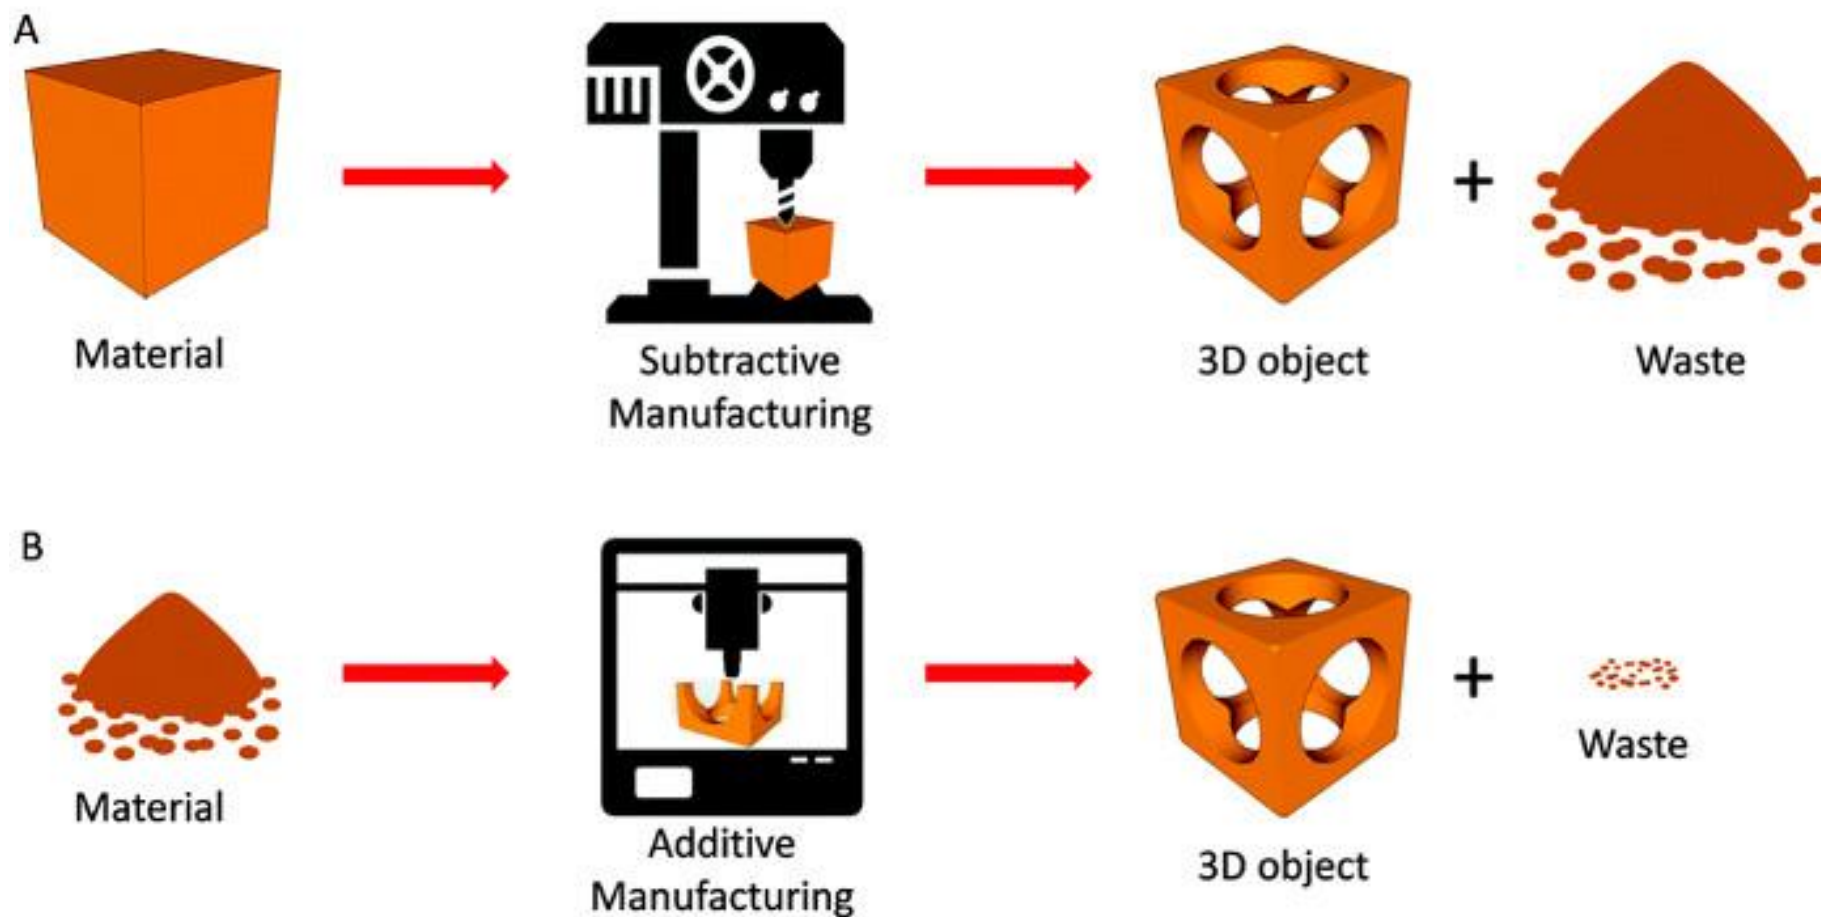 A
Material
Subtractive
Manufacturing
3D object
+
Waste
B
Material
Additive
Manufacturing
3D object
+
Waste